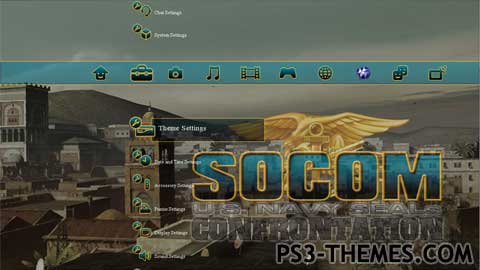 Chat Settings
System Settings
Theme Settings
Date and Time Settings
Accessory Settings
Printer Settings
Display Settings
Sound Settings
SOCOM
U.S. NAVY SEALS
CONFRONTATION
PS3-THEMES.COM